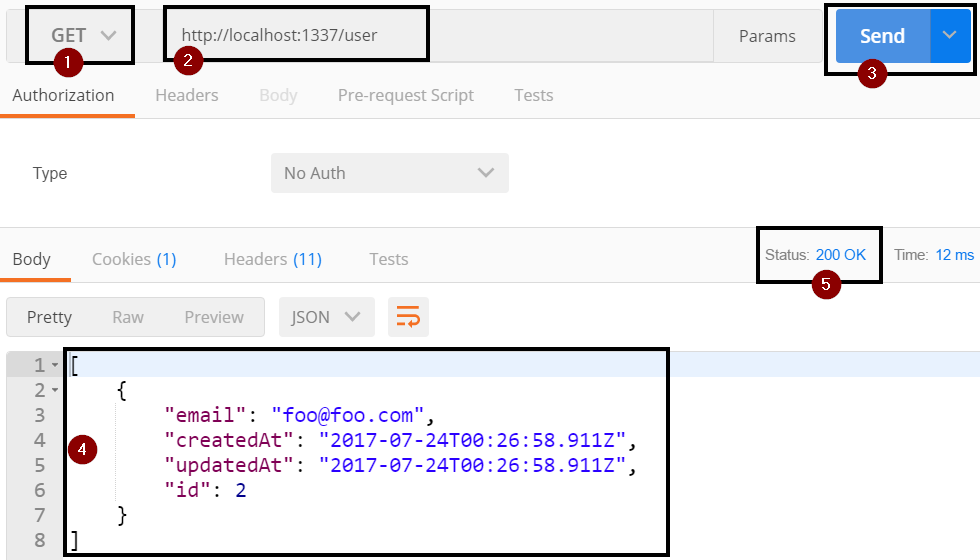 GET http://localhost:1337/user Params Send
1 2 3
Authorization Headers Body Pre-request Script Tests
Type No Auth
Body Cookies (1) Headers (11) Tests Status: 200 OK Time: 12 ms
5
Pretty Raw Preview JSON
1 [
2 {
3 "email": "foo@foo.com",
4 "createdAt": "2017-07-24T00:26:58.911Z",
4
5 "updatedAt": "2017-07-24T00:26:58.911Z",
6 "id": 2
7 }
8 ]